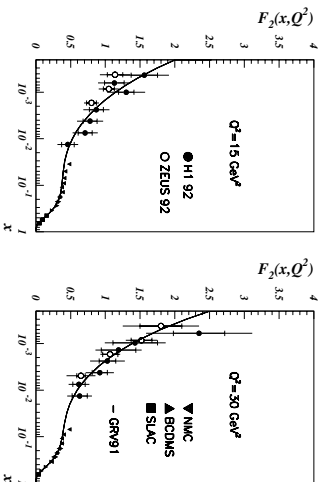 F₂(x,Q²)
4
3.5
3
2.5
2
1.5
1
0.5
0
Q²=15 GeV²
● H1 92
○ ZEUS 92
10⁻³
10⁻²
10⁻¹
1
x
F₂(x,Q²)
4
3.5
3
2.5
2
1.5
1
0.5
0
Q²=30 GeV²
▼ NMC
▲ BCDMS
■ SLAC
– GRV91
10⁻³
10⁻²
10⁻¹
x